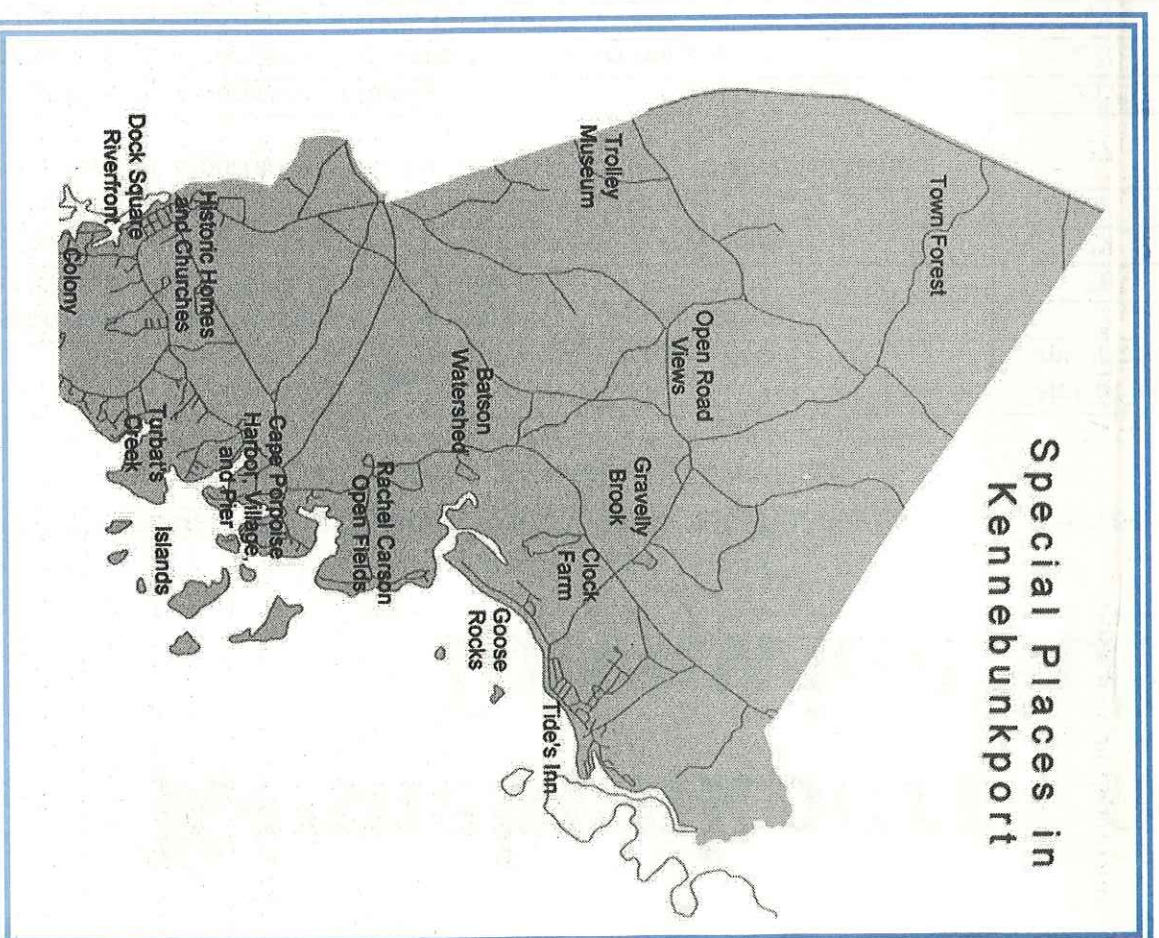 Special Places in
Kennebunkport
Town Forest
Open Road
Views
Trolley
Museum
Gravelly
Brook
Clock
Farm
Tide's Inn
Goose
Rocks
Batson
Watershed
Rachel Carson
Open Fields
Cape Porpoise
Harbor, Village,
and Pier
Historic Homes
and Churches
Turbat's
Creek
Islands
Dock Square
Riverfront
Colony